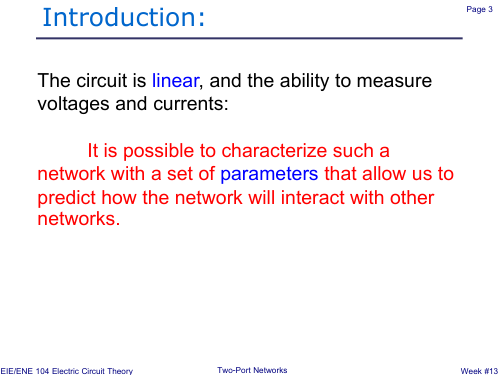 Introduction:
Page 3
The circuit is linear, and the ability to measure
voltages and currents:
It is possible to characterize such a
network with a set of parameters that allow us to
predict how the network will interact with other
networks.
EIE/ENE 104 Electric Circuit Theory
Two-Port Networks
Week #13